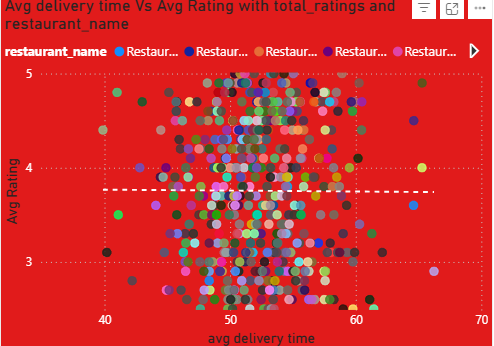 Avg delivery time Vs Avg Rating with total_ratings and
restaurant_name
restaurant_name Restaur... Restaur... Restaur... Restaur... Restaur...
5
4
3
Avg Rating
40 50 60 70
avg delivery time